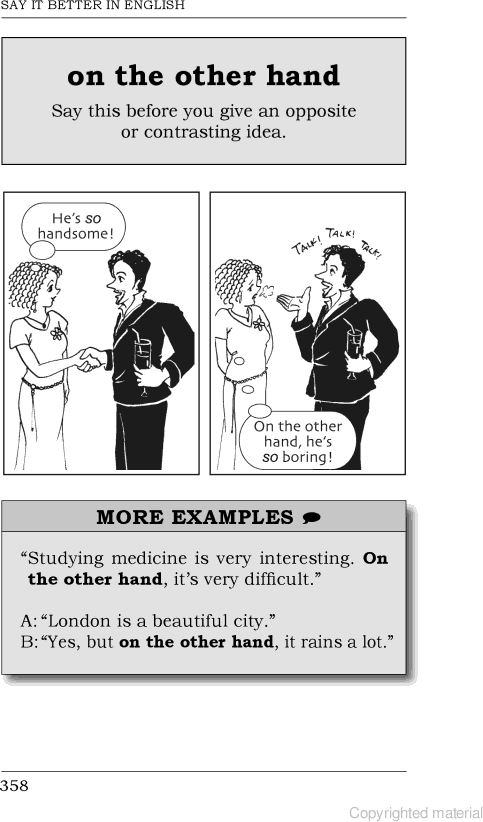 SAY IT BETTER IN ENGLISH
on the other hand
Say this before you give an opposite
or contrasting idea.
He's so
handsome!
TALK! TALK! TALK!
On the other
hand, he's
so boring!
MORE EXAMPLES
“Studying medicine is very interesting. On
the other hand, it's very difficult.”
A: “London is a beautiful city.”
B: “Yes, but on the other hand, it rains a lot.”
358
Copyrighted material